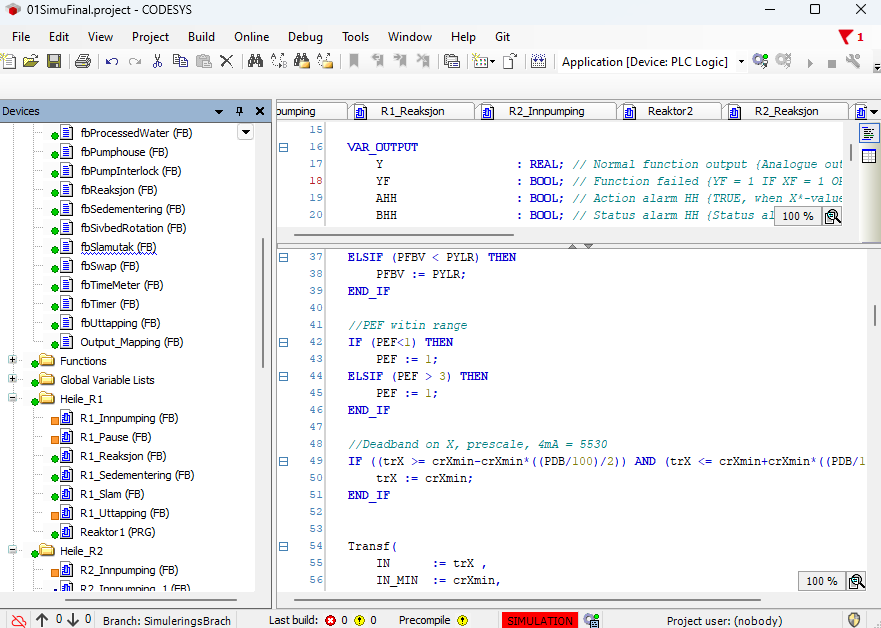 01SimuFinal.project - CODESYS
File Edit View Project Build Online Debug Tools Window Help Git
1
Application [Device: PLC Logic]
Devices
fbProcessedWater (FB)
fbPumphouse (FB)
fbPumpInterlock (FB)
fbReaksjon (FB)
fbSedementering (FB)
fbSivbedRotation (FB)
fbSlamutak (FB)
fbSwap (FB)
fbTimeMeter (FB)
fbTimer (FB)
fbUttapping (FB)
Output_Mapping (FB)
Functions
Global Variable Lists
Heile_R1
R1_Innpumping (FB)
R1_Pause (FB)
R1_Reaksjon (FB)
R1_Sedementering (FB)
R1_Slam (FB)
R1_Uttapping (FB)
Reaktor1 (PRG)
Heile_R2
R2_Innpumping (FB)
R2_Innpumping_1 (FB)
pumping R1_Reaksjon R2_Innpumping Reaktor2 R2_Reaksjon
15
16 VAR_OUTPUT
17 Y : REAL; // Normal function output {Analogue out
18 YF : BOOL; // Function failed {YF = 1 IF XF = 1 OR
19 AHH : BOOL; // Action alarm HH {TRUE, when X*-value
20 BHH : BOOL; // Status alarm HH {Status al
100 %
37 ELSIF (PFBV < PYLR) THEN
38 PFBV := PYLR;
39 END_IF
40
41 //PEF witin range
42 IF (PEF<1) THEN
43 PEF := 1;
44 ELSIF (PEF > 3) THEN
45 PEF := 1;
46 END_IF
47
48 //Deadband on X, prescale, 4mA = 5530
49 IF ((trX >= crXmin-crXmin*((PDB/100)/2)) AND (trX <= crXmin+crXmin*((PDB/1
50 trX := crXmin;
51 END_IF
52
53
54 Transf(
55 IN := trX ,
56 IN_MIN := crXmin,
100 %
0 0 Branch: SimuleringsBrach Last build: 0 0 Precompile SIMULATION Project user: (nobody)